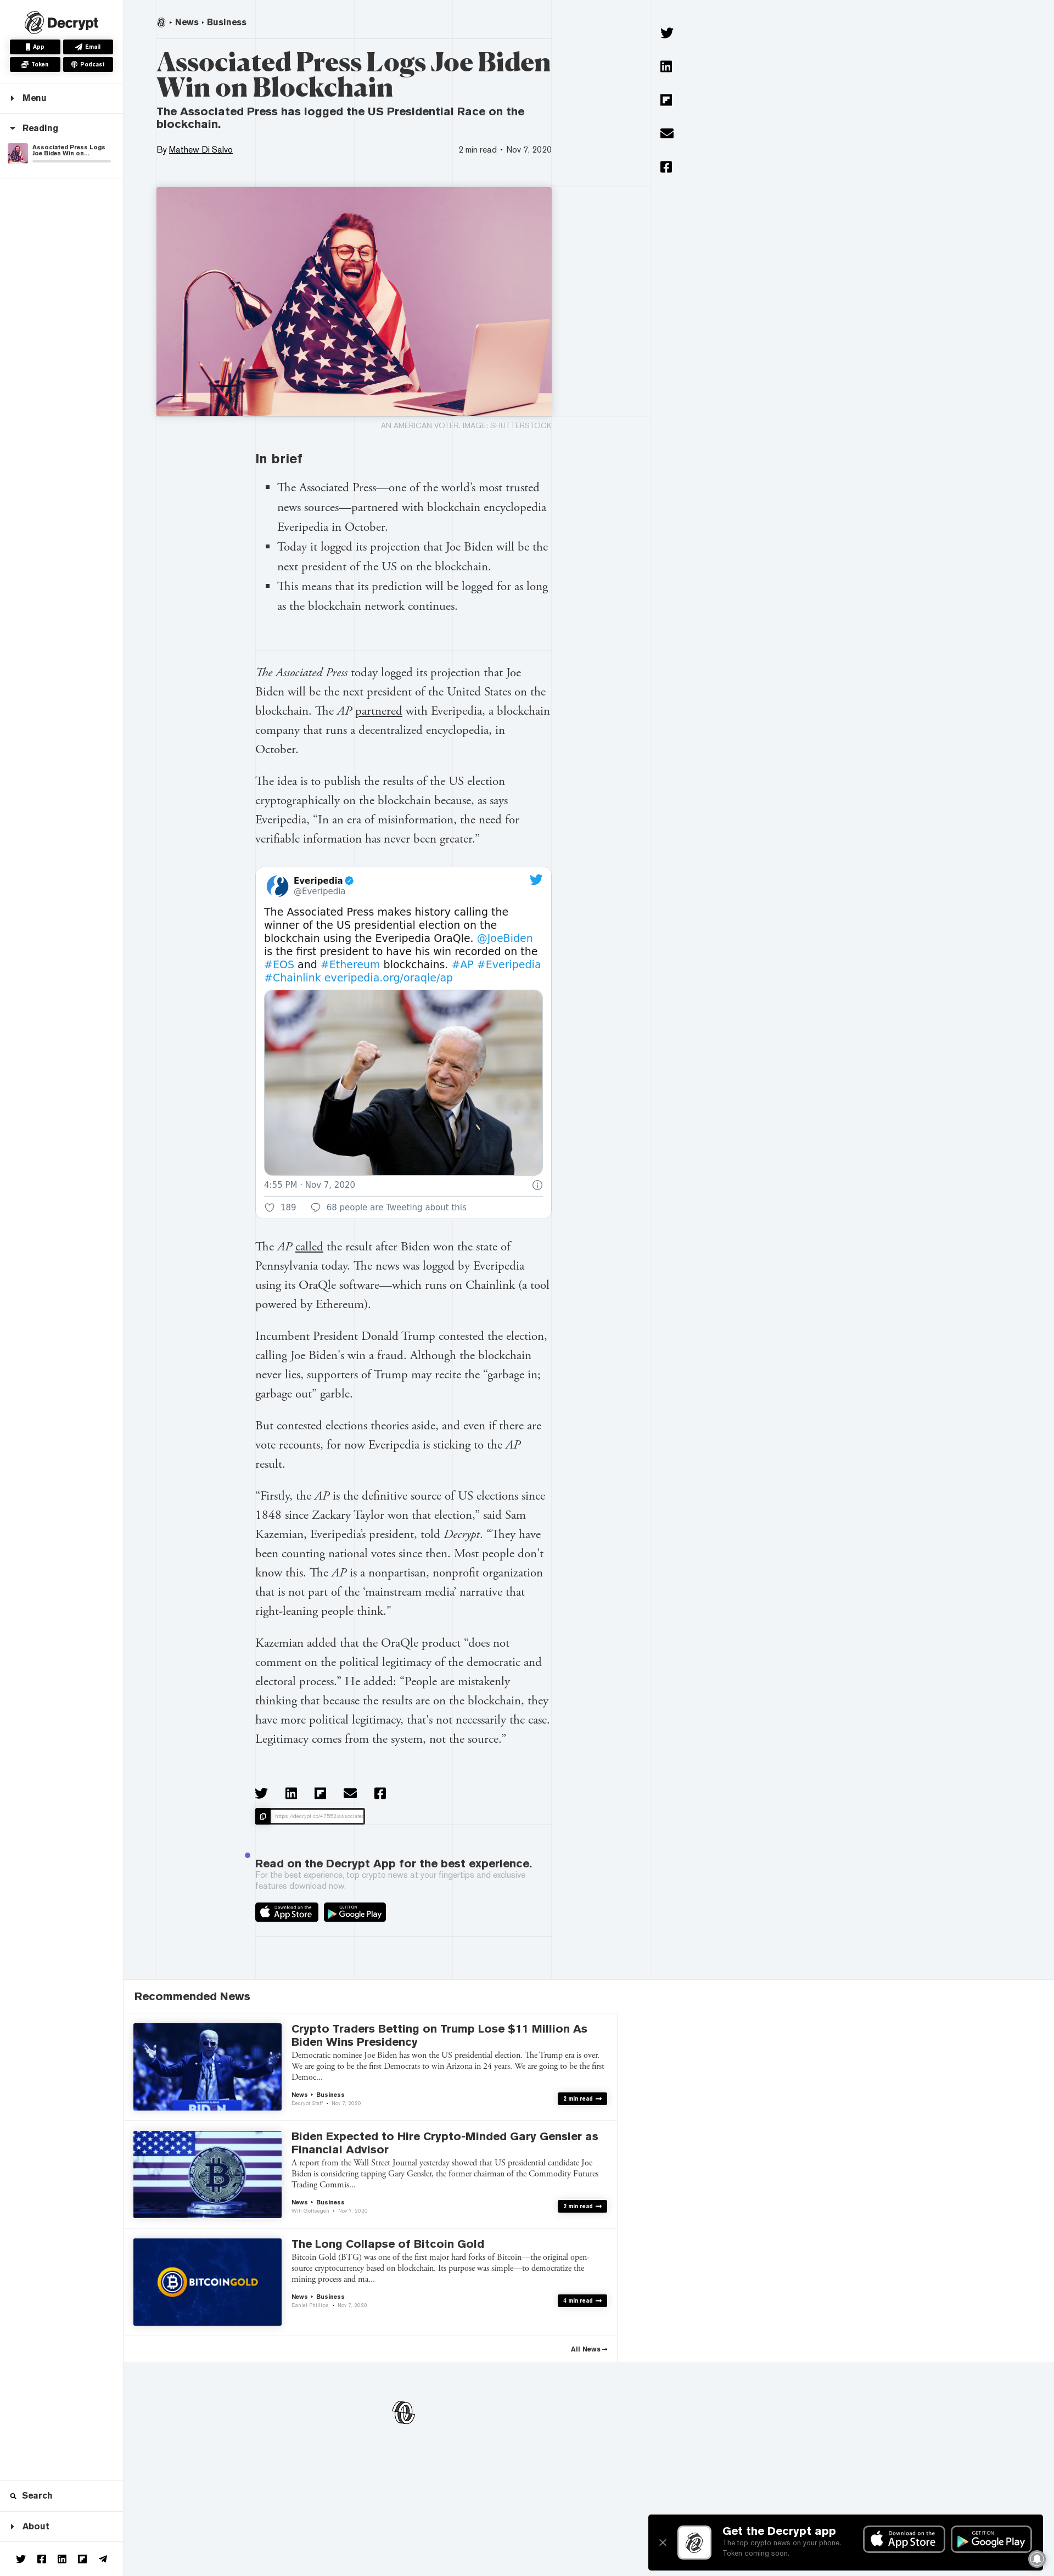 Decrypt
App
Email
Token
Podcast
Menu
Reading
Associated Press Logs
Joe Biden Win on...
• News • Business
Associated Press Logs Joe Biden
Win on Blockchain
The Associated Press has logged the US Presidential Race on the
blockchain.
By Mathew Di Salvo
2 min read • Nov 7, 2020
AN AMERICAN VOTER. IMAGE: SHUTTERSTOCK
In brief
The Associated Press—one of the world’s most trusted
news sources—partnered with blockchain encyclopedia
Everipedia in October.
Today it logged its projection that Joe Biden will be the
next president of the US on the blockchain.
This means that its prediction will be logged for as long
as the blockchain network continues.
The Associated Press today logged its projection that Joe
Biden will be the next president of the United States on the
blockchain. The AP partnered with Everipedia, a blockchain
company that runs a decentralized encyclopedia, in
October.
The idea is to publish the results of the US election
cryptographically on the blockchain because, as says
Everipedia, “In an era of misinformation, the need for
verifiable information has never been greater.”
Everipedia
@Everipedia
The Associated Press makes history calling the
winner of the US presidential election on the
blockchain using the Everipedia OraQle. @JoeBiden
is the first president to have his win recorded on the
#EOS and #Ethereum blockchains. #AP #Everipedia
#Chainlink everipedia.org/oraqle/ap
4:55 PM · Nov 7, 2020
189
68 people are Tweeting about this
The AP called the result after Biden won the state of
Pennsylvania today. The news was logged by Everipedia
using its OraQle software—which runs on Chainlink (a tool
powered by Ethereum).
Incumbent President Donald Trump contested the election,
calling Joe Biden's win a fraud. Although the blockchain
never lies, supporters of Trump may recite the “garbage in;
garbage out” garble.
But contested elections theories aside, and even if there are
vote recounts, for now Everipedia is sticking to the AP
result.
“Firstly, the AP is the definitive source of US elections since
1848 since Zackary Taylor won that election,” said Sam
Kazemian, Everipedia’s president, told Decrypt. “They have
been counting national votes since then. Most people don't
know this. The AP is a nonpartisan, nonprofit organization
that is not part of the ‘mainstream media’ narrative that
right-leaning people think.”
Kazemian added that the OraQle product “does not
comment on the political legitimacy of the democratic and
electoral process.” He added: “People are mistakenly
thinking that because the results are on the blockchain, they
have more political legitimacy, that's not necessarily the case.
Legitimacy comes from the system, not the source.”
Read on the Decrypt App for the best experience.
For the best experience, top crypto news at your fingertips and exclusive
features download now.
Download on the
App Store
GET IT ON
Google Play
Recommended News
BIDEN
Crypto Traders Betting on Trump Lose $11 Million As
Biden Wins Presidency
Democratic nominee Joe Biden has won the US presidential election. The Trump era is over.
We are going to be the first Democrats to win Arizona in 24 years. We are going to be the first
Democ...
News • Business
Decrypt Staff • Nov 7, 2020
2 min read
Biden Expected to Hire Crypto-Minded Gary Gensler as
Financial Advisor
A report from the Wall Street Journal yesterday showed that US presidential candidate Joe
Biden is considering tapping Gary Gensler, the former chairman of the Commodity Futures
Trading Commis...
News • Business
Will Gottsegen • Nov 7, 2020
2 min read
BITCOINGOLD
The Long Collapse of Bitcoin Gold
Bitcoin Gold (BTG) was one of the first major hard forks of Bitcoin—the original open-
source cryptocurrency based on blockchain. Its purpose was simple—to democratize the
mining process and ma...
News • Business
Daniel Phillips • Nov 7, 2020
4 min read
All News
Search
About
Get the Decrypt app
The top crypto news on your phone.
Token coming soon.
Download on the
App Store
GET IT ON
Google Play